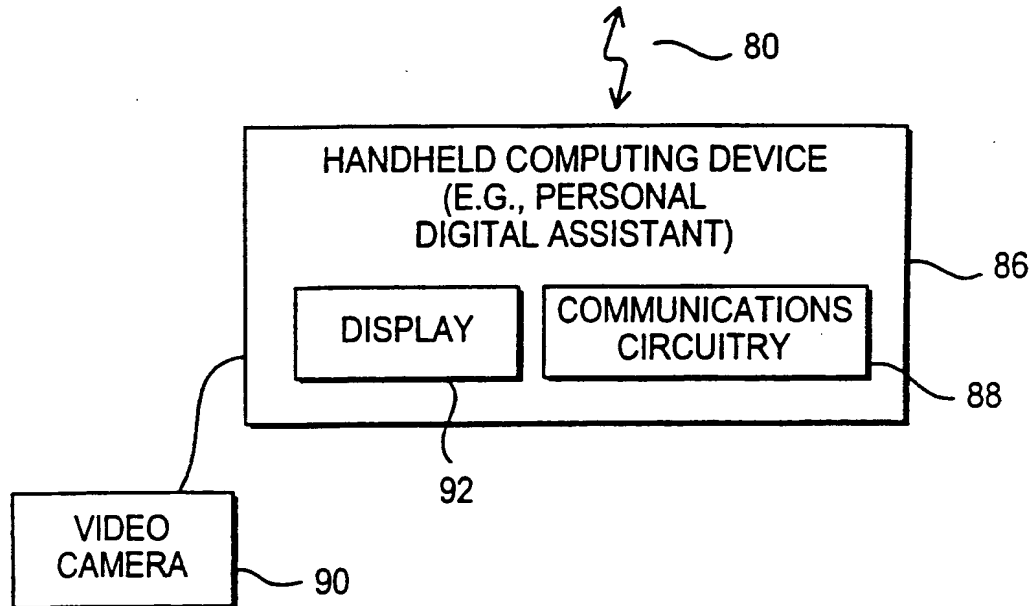 80
HANDHELD COMPUTING DEVICE
(E.G., PERSONAL
DIGITAL ASSISTANT)
86
DISPLAY
COMMUNICATIONS
CIRCUITRY
88
92
VIDEO
CAMERA
90